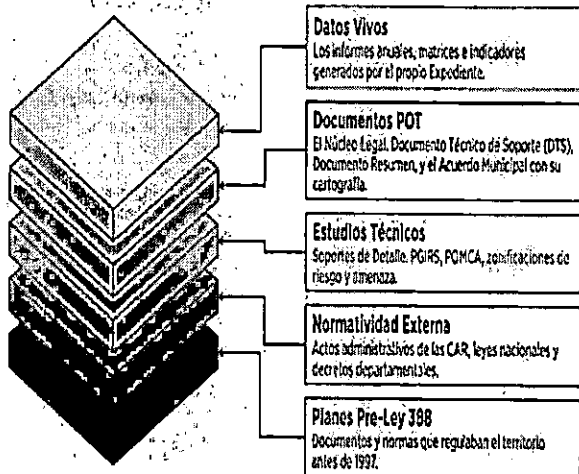 Datos Vivos
Los informes anuales, matrices e indicadores
generados por el propio Expediente.
Documentos POT
El Núcleo Legal. Documento Técnico de Soporte (DTS),
Documento Resumen, y el Acuerdo Municipal con su
cartografía.
Estudios Técnicos
Soportes de Detalle. PGIRS, POMCA, zonificaciones de
riesgo y amenaza.
Normatividad Externa
Actos administrativos de las CAR, leyes nacionales y
decretos departamentales.
Planes Pre-Ley 388
Documentos y normas que regulaban el territorio
antes de 1997.